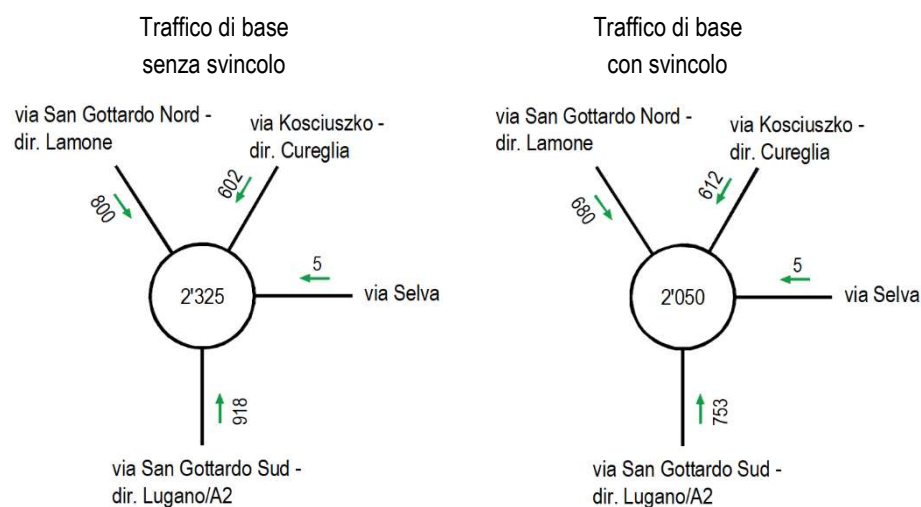 Traffico di base
senza svincolo
via San Gottardo Nord -
dir. Lamone
via Kosciuszko -
dir. Cureglia
800
602
5
2'325
via Selva
918
via San Gottardo Sud -
dir. Lugano/A2
Traffico di base
con svincolo
via San Gottardo Nord -
dir. Lamone
via Kosciuszko -
dir. Cureglia
680
612
5
2'050
via Selva
753
via San Gottardo Sud -
dir. Lugano/A2